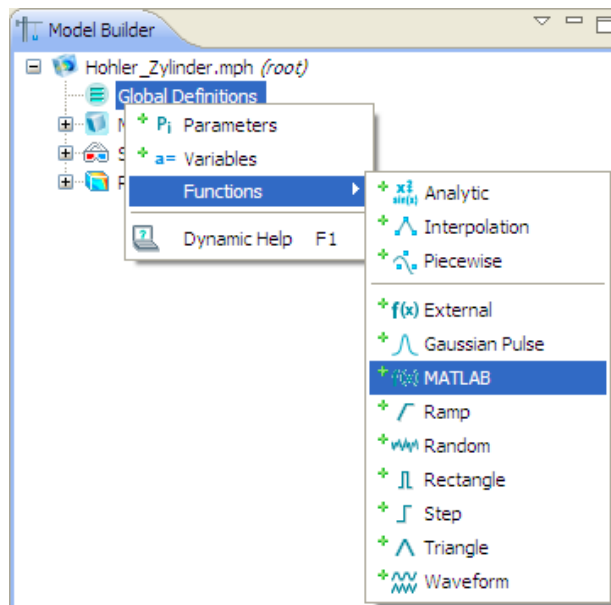 Model Builder
Hohler_Zylinder.mph (root)
Global Definitions
Pi Parameters
a= Variables
Functions
Dynamic Help F1
Analytic
Interpolation
Piecewise
f(x) External
Gaussian Pulse
MATLAB
Ramp
Random
Rectangle
Step
Triangle
Waveform